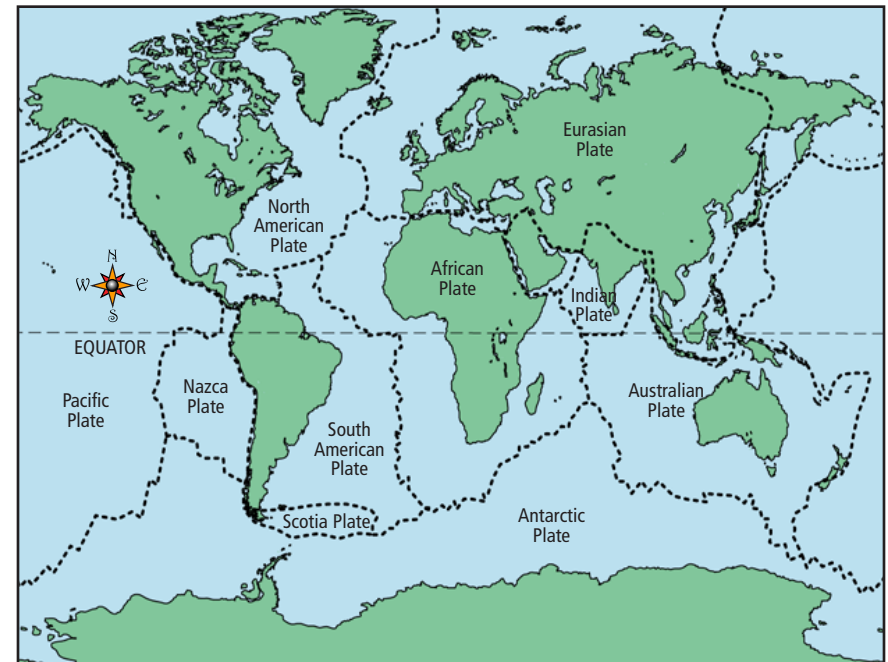 Eurasian
Plate
North
American
Plate
African
Plate
Indian
Plate
N
W
E
S
EQUATOR
Pacific
Plate
Nazca
Plate
South
American
Plate
Australian
Plate
Scotia Plate
Antarctic
Plate